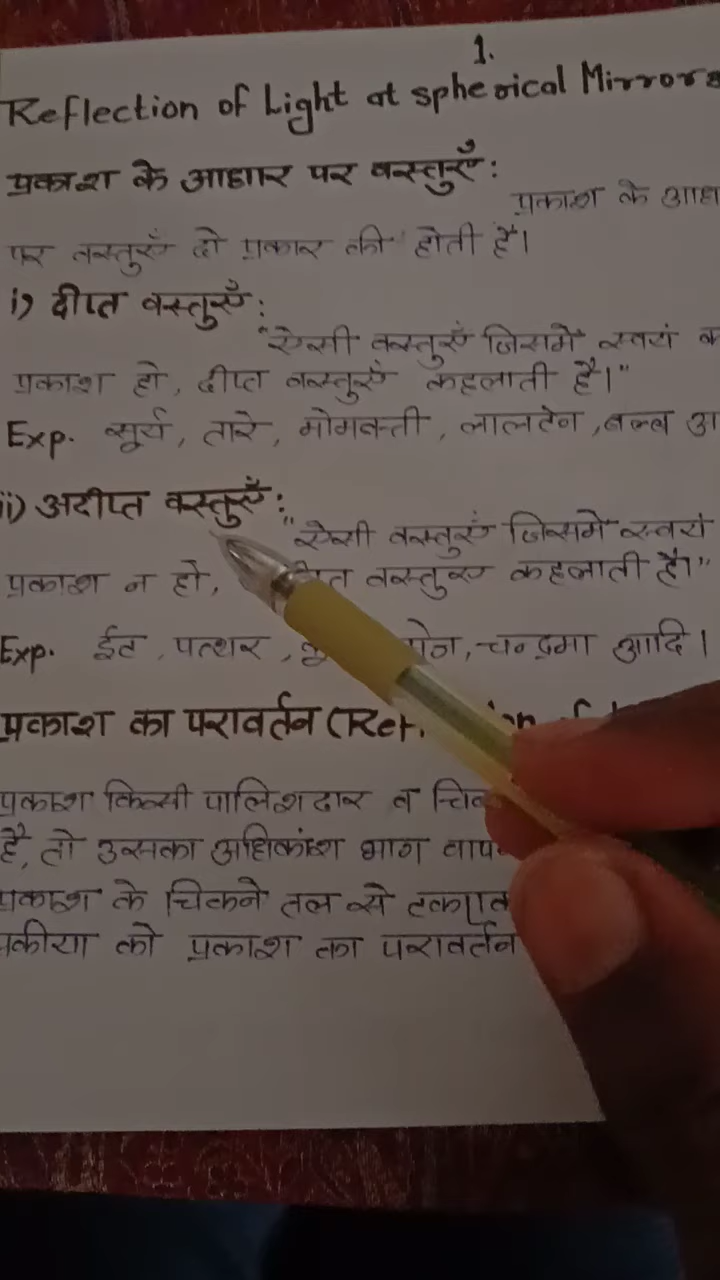 1.
Reflection of Light at spherical Mirrors
प्रकाश के आधार पर वस्तुएँ :
प्रकाश के आधा
पर वस्तुएँ दो प्रकार की होती हैं।
i) दीप्त वस्तुएँ :
"ऐसी वस्तुएँ जिसमें स्वयं क
प्रकाश हो, दीप्त वस्तुएँ कहलाती है।"
Exp. सूर्य, तारे, मोमबत्ती, लालटेन, बल्ब आ
ii) अदीप्त वस्तुएँ :
"ऐसी वस्तुएँ जिसमें स्वयं
प्रकाश न हो, वस्तुएँ कहलाती है।"
Exp. ईंट, पत्थर, चन्द्रमा आदि।
प्रकाश का परावर्तन (Ref
प्रकाश किसी पालिशदार व
है, तो उसका अधिकांश भाग वाप
प्रकाश के चिकने तल से टकराक
प्रकीया को प्रकाश का परावर्तन